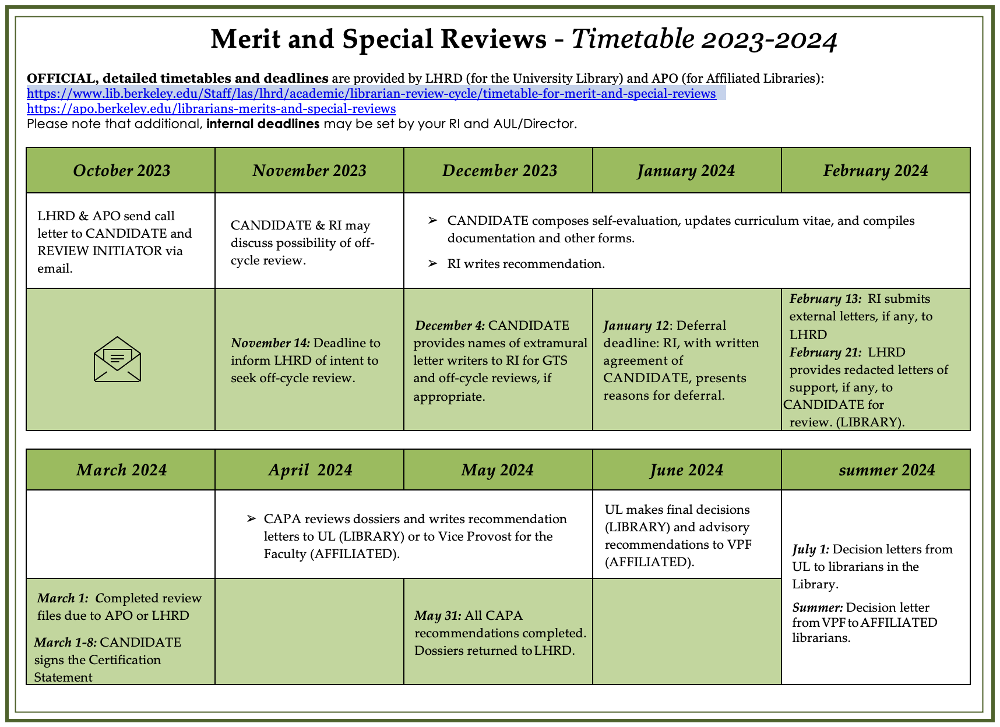 Merit and Special Reviews - Timetable 2023-2024
OFFICIAL, detailed timetables and deadlines are provided by LHRD (for the University Library) and APO (for Affiliated Libraries):
https://www.lib.berkeley.edu/Staff/las/lhrd/academic/librarian-review-cycle/timetable-for-merit-and-special-reviews
https://apo.berkeley.edu/librarians-merits-and-special-reviews
Please note that additional, internal deadlines may be set by your RI and AUL/Director.
October 2023
November 2023
December 2023
January 2024
February 2024
LHRD & APO send call
letter to CANDIDATE and
REVIEW INITIATOR via
email.
CANDIDATE & RI may
discuss possibility of off-
cycle review.
➢ CANDIDATE composes self-evaluation, updates curriculum vitae, and compiles
documentation and other forms.
➢ RI writes recommendation.
November 14: Deadline to
inform LHRD of intent to
seek off-cycle review.
December 4: CANDIDATE
provides names of extramural
letter writers to RI for GTS
and off-cycle reviews, if
appropriate.
January 12: Deferral
deadline: RI, with written
agreement of
CANDIDATE, presents
reasons for deferral.
February 13: RI submits
external letters, if any, to
LHRD
February 21: LHRD
provides redacted letters of
support, if any, to
CANDIDATE for
review. (LIBRARY).
March 2024
April 2024
May 2024
June 2024
summer 2024
➢ CAPA reviews dossiers and writes recommendation
letters to UL (LIBRARY) or to Vice Provost for the
Faculty (AFFILIATED).
UL makes final decisions
(LIBRARY) and advisory
recommendations to VPF
(AFFILIATED).
July 1: Decision letters from
UL to librarians in the
Library.
Summer: Decision letter
from VPF to AFFILIATED
librarians.
March 1: Completed review
files due to APO or LHRD
March 1-8: CANDIDATE
signs the Certification
Statement
May 31: All CAPA
recommendations completed.
Dossiers returned to LHRD.